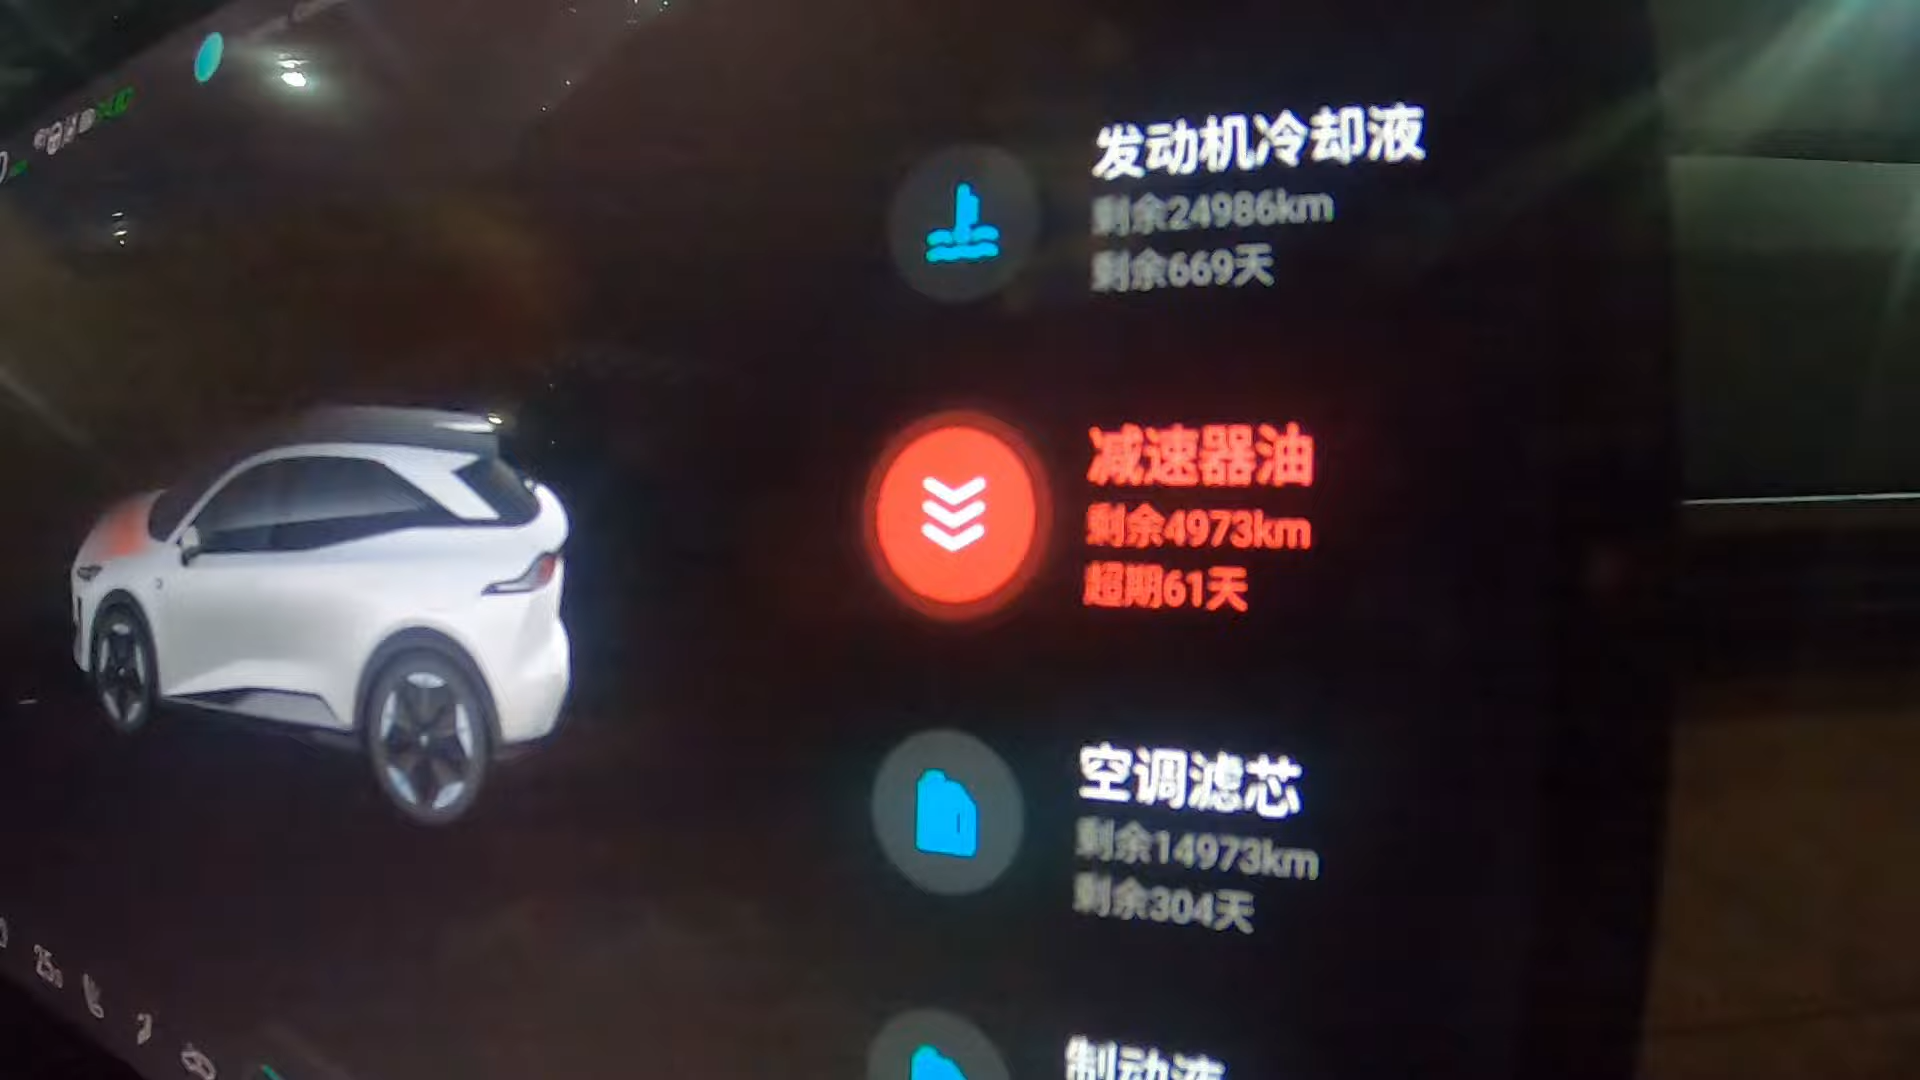 发动机冷却液
剩余24986km
剩余669天
减速器油
剩余4973km
超期61天
空调滤芯
剩余14973km
剩余304天
制动液